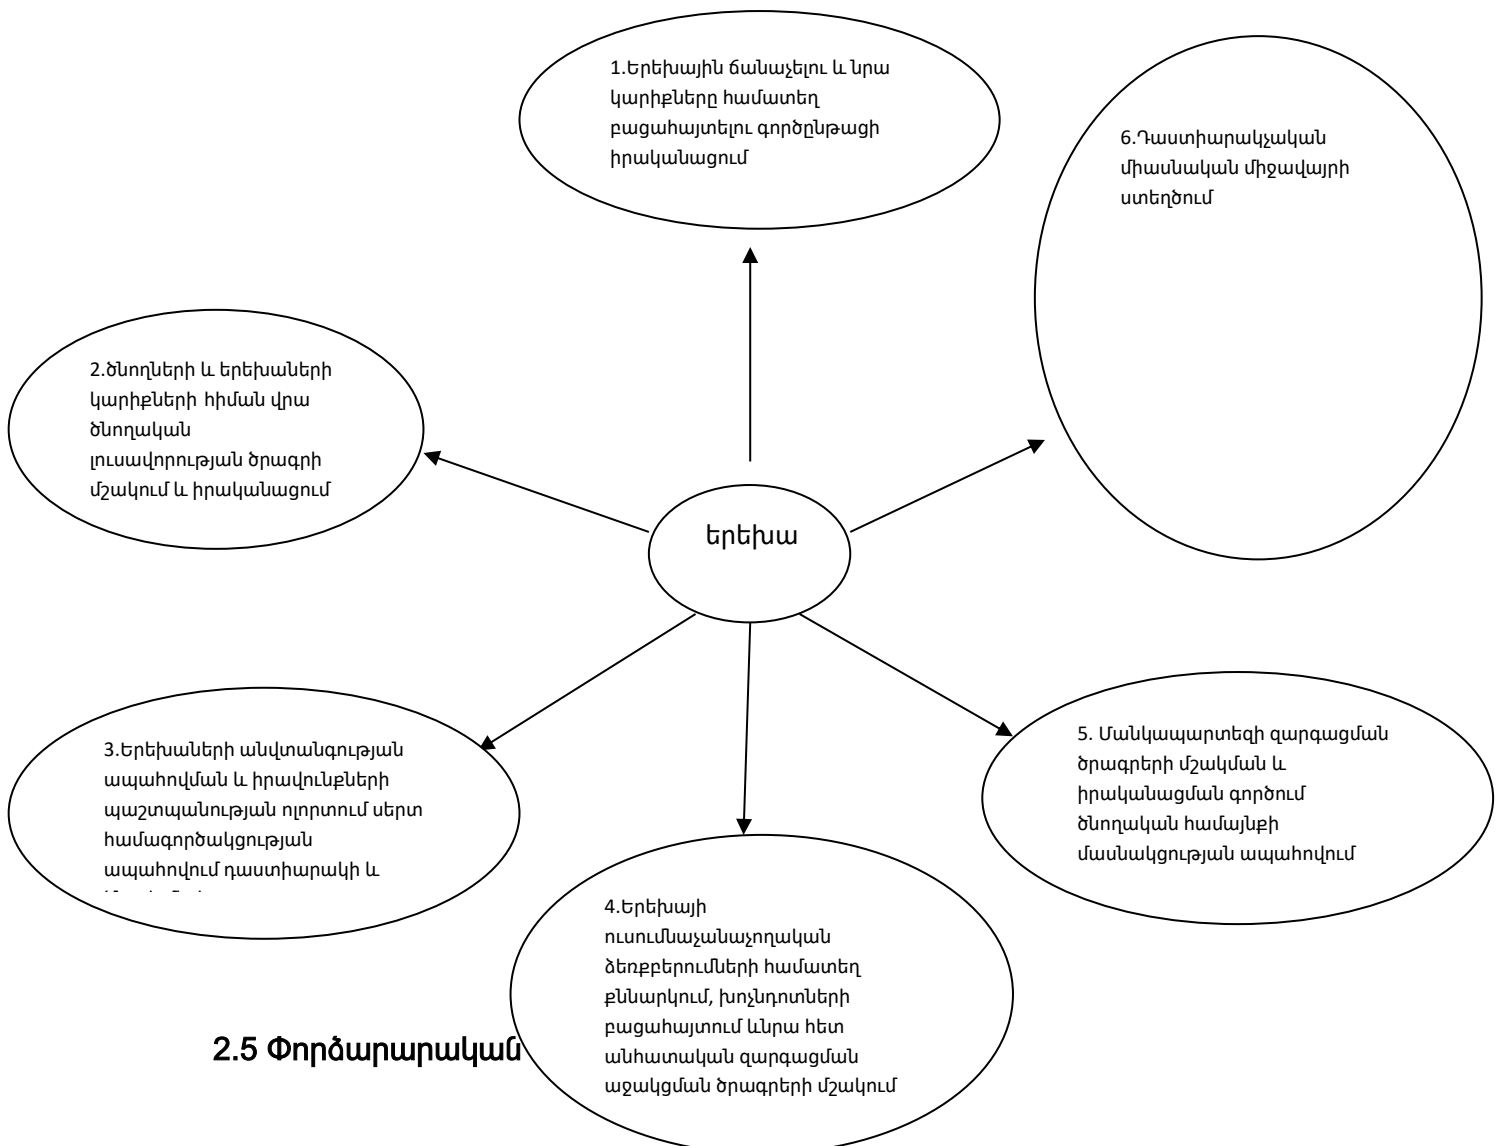 1.Երեխային ճանաչելու և նրա
կարիքները համատեղ
բացահայտելու գործընթացի
իրականացում
6.Դաստիարակչական
միասնական միջավայրի
ստեղծում
2.Ծնողների և երեխաների
կարիքների հիման վրա
ծնողական
լուսավորության ծրագրի
մշակում և իրականացում
երեխա
3.Երեխաների անվտանգության
ապահովման և իրավունքների
պաշտպանության ոլորտում սերտ
համագործակցության
ապահովում դաստիարակի և
5. Մանկապարտեզի զարգացման
ծրագրերի մշակման և
իրականացման գործում
ծնողական համայնքի
մասնակցության ապահովում
4.Երեխայի
ուսումնաչանաչողական
ձեռքբերումների համատեղ
քննարկում, խոչնդոտների
բացահայտում ևնրա հետ
անհատական զարգացման
աջակցման ծրագրերի մշակում
2.5 Փորձարարական